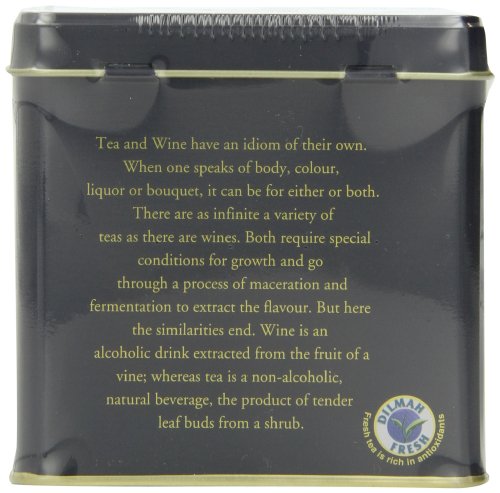 Tea and Wine have an idiom of their own.
When one speaks of body, colour,
liquor or bouquet, it can be for either or both.
There are as infinite a variety of
teas as there are wines. Both require special
conditions for growth and go
through a process of maceration and
fermentation to extract the flavour. But here
the similarities end. Wine is an
alcoholic drink extracted from the fruit of a
vine; whereas tea is a non-alcoholic,
natural beverage, the product of tender
leaf buds from a shrub.
DILMAH
FRESH
Fresh tea is rich in antioxidants